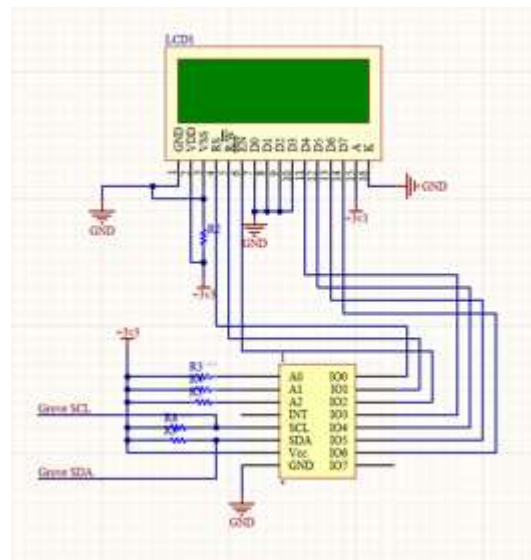 LCD1
GND
VDD
VSS
RS
R/W
EN
D0
D1
D2
D3
D4
D5
D6
D7
A
K
GND
GND
GND
+3v3
R2
+3v3
+3v3
R3
A0 IO0
A1 IO1
A2 IO2
INT IO3
SCL IO4
SDA IO5
Vcc IO6
GND IO7
Grove SCL
Grove SDA
GND